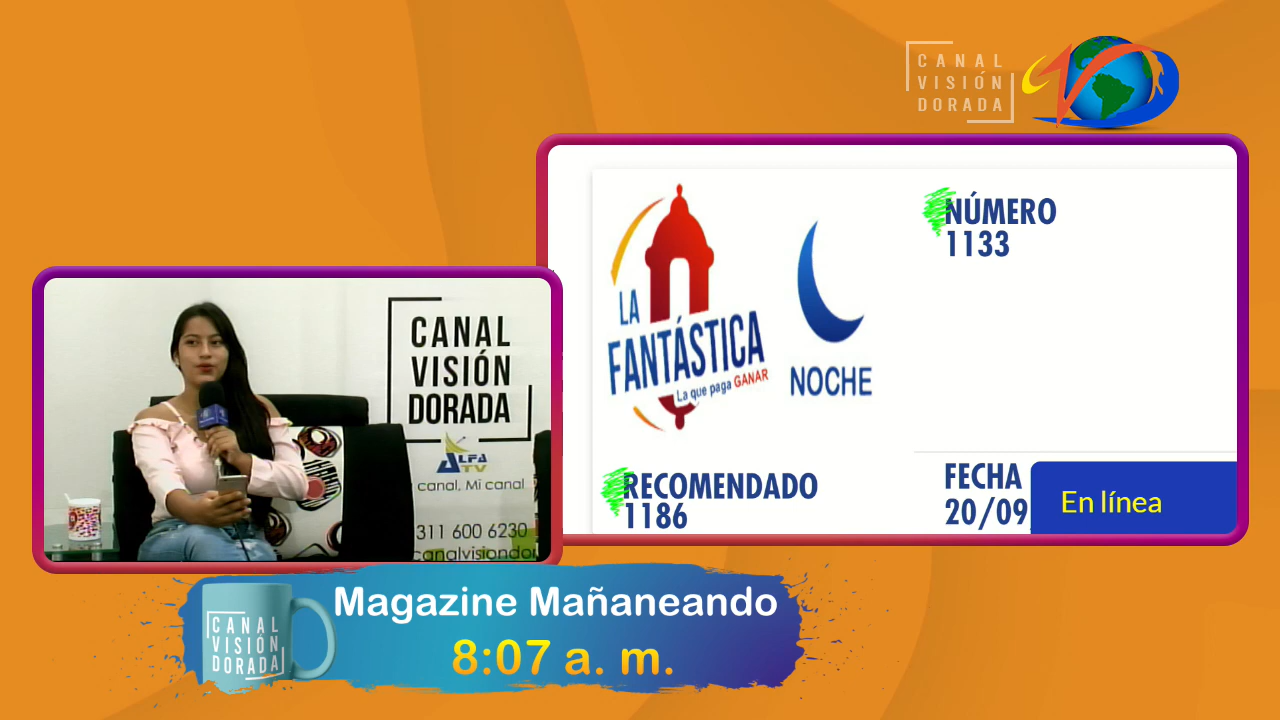 CANAL
VISIÓN
DORADA
NÚMERO
1133
LA
FANTÁSTICA
La que paga GANAR
NOCHE
RECOMENDADO
1186
FECHA
20/09
En línea
CANAL
VISIÓN
DORADA
ALFA
TV
canal, Mi canal
311 600 6230
canalvisiondor
Magazine Mañaneando
8:07 a. m.
CANAL
VISIÓN
DORADA